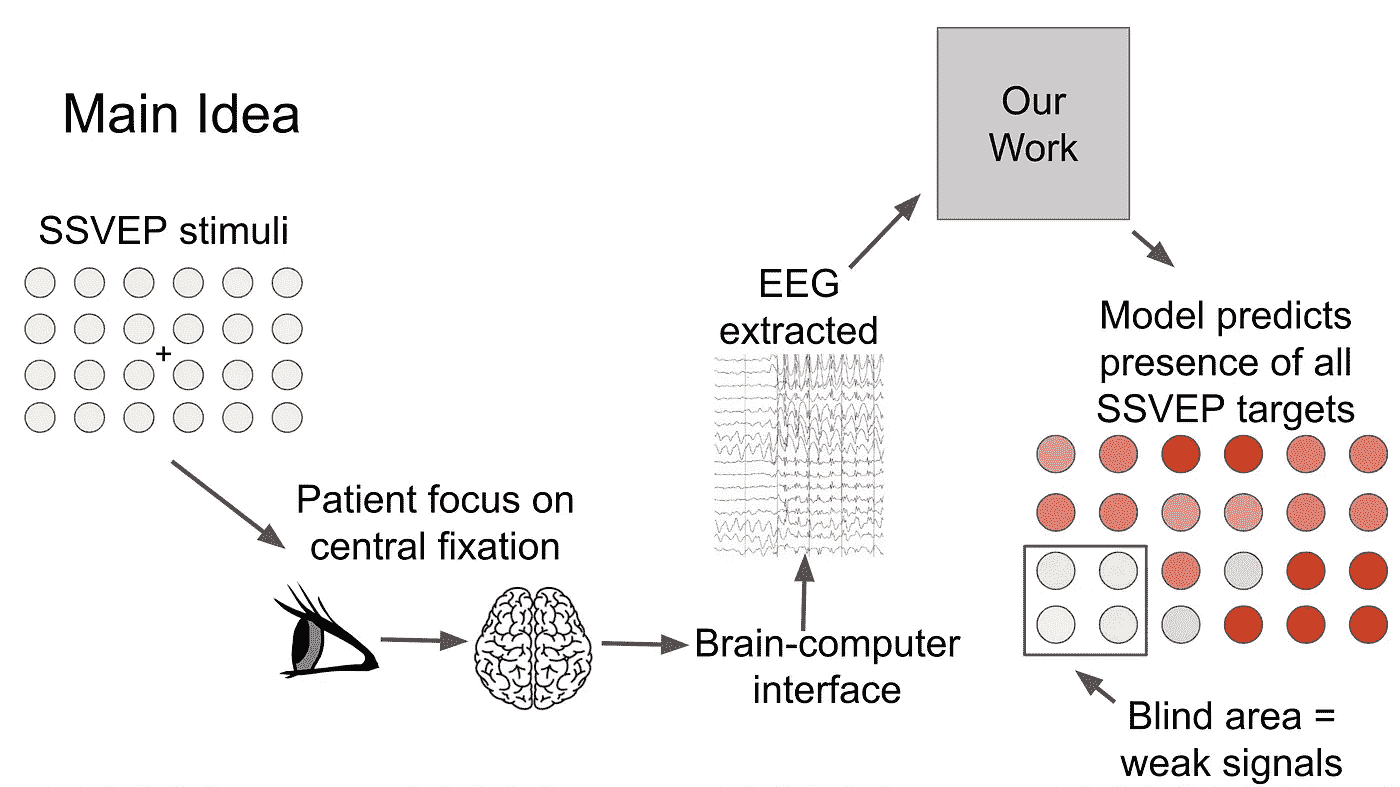 Main Idea
SSVEP stimuli
+
Patient focus on
central fixation
Brain-computer
interface
EEG
extracted
Our
Work
Model predicts
presence of all
SSVEP targets
Blind area =
weak signals